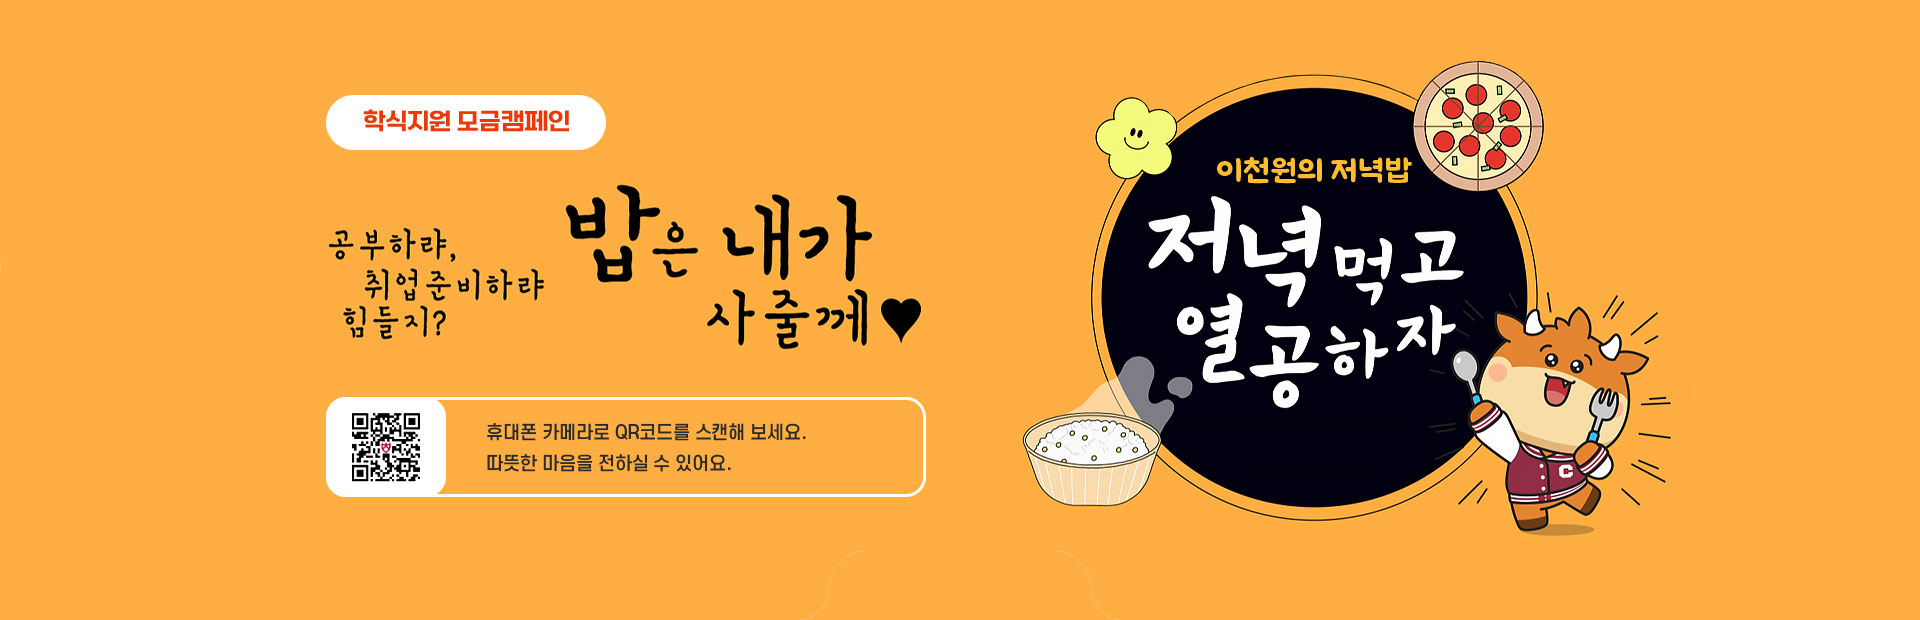 학식지원 모금캠페인
공부하랴,
취업준비하랴
힘들지?
밥은 내가
사줄께♥
휴대폰 카메라로 QR코드를 스캔해 보세요.
따뜻한 마음을 전하실 수 있어요.
이천원의 저녁밥
저녁 먹고
열공하자
C